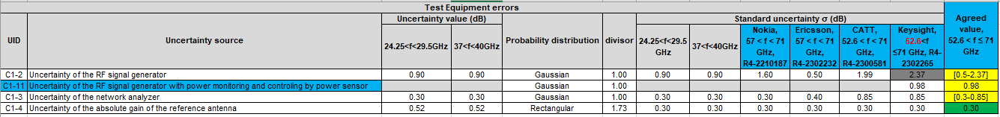 Test Equipment errors
Uncertainty value (dB) Standard uncertainty σ (dB)
UID Uncertainty source 24.25<f<29.5GHz 37<f<40GHz Probability distribution divisor 24.25<f<29.5 GHz 37<f<40GHz Nokia, 57 < f < 71 GHz, R4-2210187 Ericsson, 57 < f < 71 GHz, R4-2302232 CATT, 52.6 < f < 71 GHz, R4-2300581 Keysight, 52.6<f ≤71 GHz, R4-2302265 Agreed value, 52.6 < f ≤ 71 GHz
C1-2 Uncertainty of the RF signal generator 0.90 0.90 Gaussian 1.00 0.90 0.90 1.60 0.50 1.99 2.37 [0.5-2.37]
C1-11 Uncertainty of the RF signal generator with power monitoring and controling by power sensor Gaussian 1.00 0.98 0.98
C1-3 Uncertainty of the network analyzer 0.30 0.30 Gaussian 1.00 0.30 0.30 0.30 0.40 0.85 0.85 [0.3-0.85]
C1-4 Uncertainty of the absolute gain of the reference antenna 0.52 0.52 Rectangular 1.73 0.30 0.30 0.30 0.30 0.30 0.30 0.30